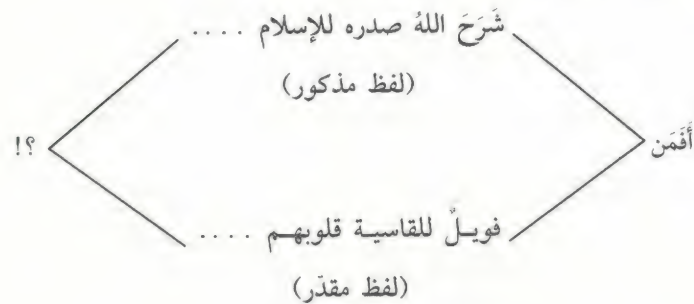 شَرَحَ اللهُ صدره للإسلام . . . .
(لفظ مذكور)
أَفَمَن
؟!
فويـلٌ للقاسيـة قلوبهـم . . . .
(لفظ مقدّر)